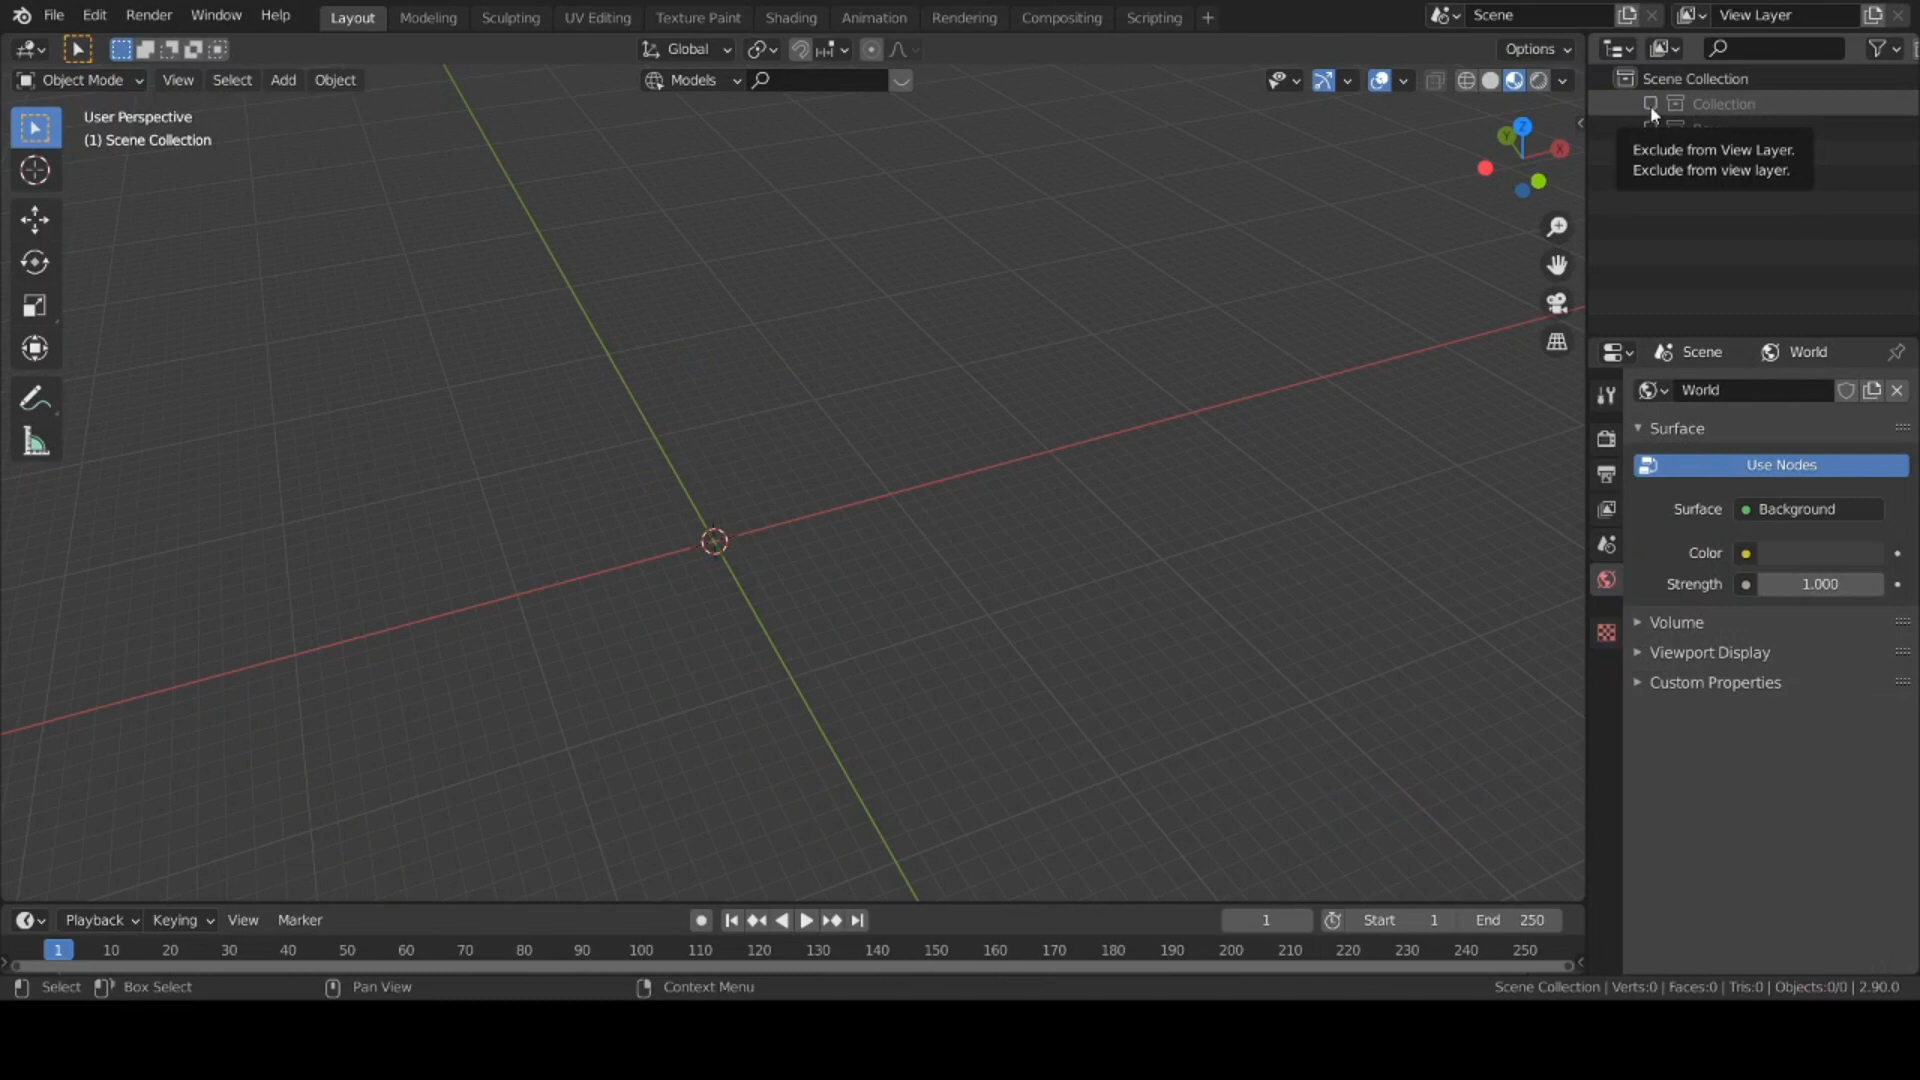 File Edit Render Window Help Layout Modeling Sculpting UV Editing Texture Paint Shading Animation Rendering Compositing Scripting + Scene View Layer
Global Options
Object Mode View Select Add Object Models
Scene Collection
Collection
User Perspective
(1) Scene Collection
Z
Y
X
Exclude from View Layer.
Exclude from view layer.
Scene World
World
Surface
Use Nodes
Surface Background
Color
Strength 1.000
Volume
Viewport Display
Custom Properties
Playback Keying View Marker 1 Start 1 End 250
1 10 20 30 40 50 60 70 80 90 100 110 120 130 140 150 160 170 180 190 200 210 220 230 240 250
Select Box Select Pan View Context Menu Scene Collection | Verts:0 | Faces:0 | Tris:0 | Objects:0/0 | 2.90.0